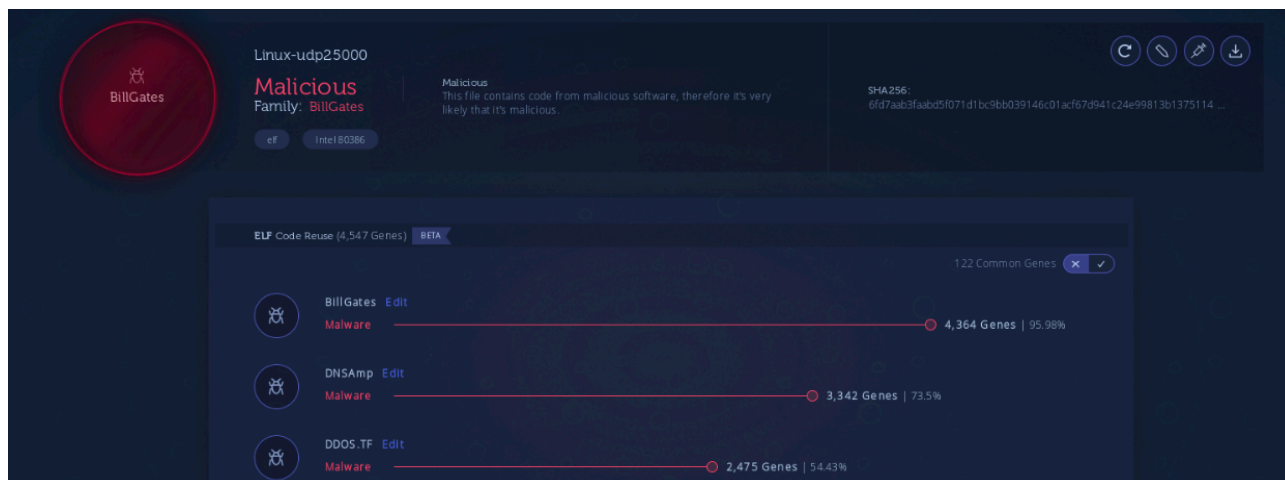 BillGates
Linux-udp25000
Malicious
Family: BillGates
elf
Intel 80386
Malicious
This file contains code from malicious software, therefore it's very
likely that it's malicious.
SHA256:
6fd7aab3faabd5f071d1bc9bb039146c01acf67d941c24e99813b1375114 ...
ELF Code Reuse (4,547 Genes) BETA
122 Common Genes
BillGates Edit
Malware 4,364 Genes | 95.98%
DNSAmp Edit
Malware 3,342 Genes | 73.5%
DDOS.TF Edit
Malware 2,475 Genes | 54.43%